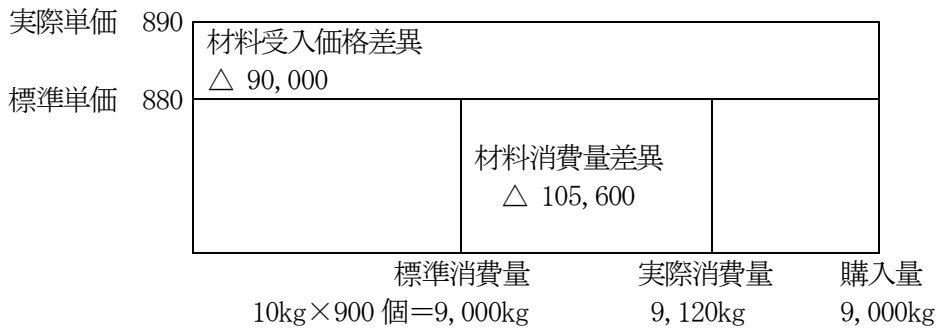 実際単価 890
材料受入価格差異
△ 90,000
標準単価 880
材料消費量差異
△ 105,600
標準消費量 実際消費量 購入量
10kg×900 個＝9,000kg 9,120kg 9,000kg